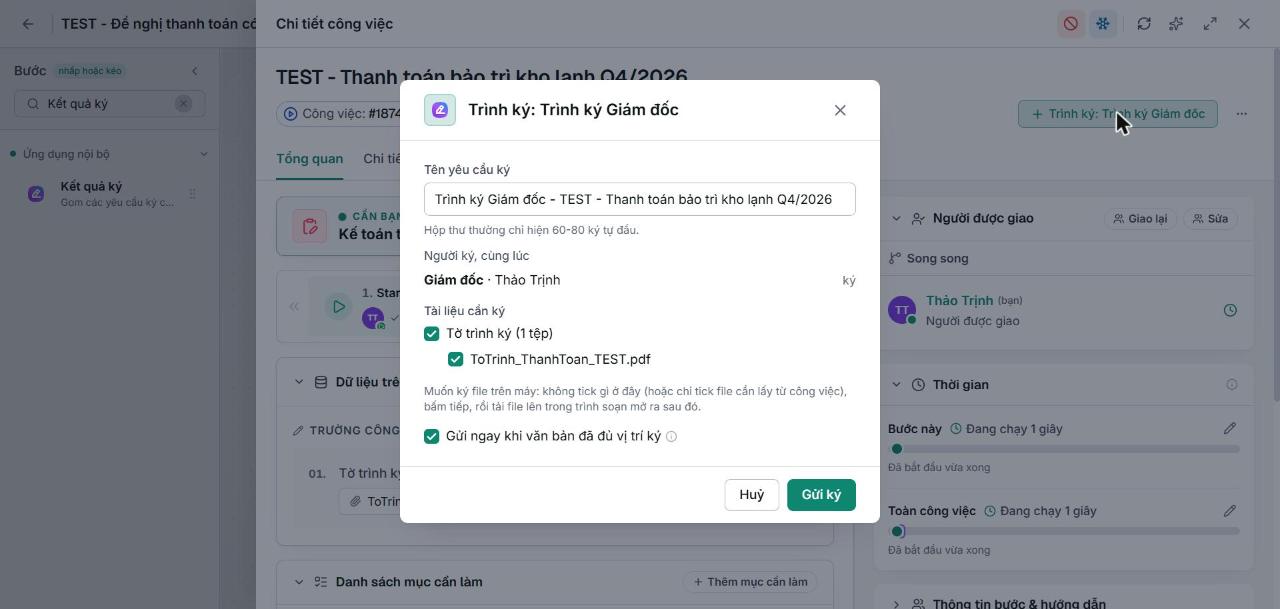 TEST - Đề nghị thanh toán có
Chi tiết công việc
Bước nhấp hoặc kéo
Kết quả ký
Ứng dụng nội bộ
Kết quả ký
Gom các yêu cầu ký c...
TEST - Thanh toán bảo trì kho lạnh Q4/2026
Công việc: #1874
+ Trình ký: Trình ký Giám đốc
Tổng quan
Chi tiế
CẦN BẠN
Kế toán t
1. Star
TT
Dữ liệu trê
TRƯỜNG CÔNG
01. Tờ trình ký
ToTrin
Danh sách mục cần làm
+ Thêm mục cần làm
Trình ký: Trình ký Giám đốc
Tên yêu cầu ký
Trình ký Giám đốc - TEST - Thanh toán bảo trì kho lạnh Q4/2026
Hộp thư thường chỉ hiện 60-80 ký tự đầu.
Người ký, cùng lúc
Giám đốc · Thảo Trịnh ký
Tài liệu cần ký
Tờ trình ký (1 tệp)
ToTrinh_ThanhToan_TEST.pdf
Muốn ký file trên máy: không tick gì ở đây (hoặc chỉ tick file cần lấy từ công việc),
bấm tiếp, rồi tải file lên trong trình soạn mở ra sau đó.
Gửi ngay khi văn bản đã đủ vị trí ký
Huỷ
Gửi ký
Người được giao
Giao lại
Sửa
Song song
TT
Thảo Trịnh (bạn)
Người được giao
Thời gian
Bước này Đang chạy 1 giây
Đã bắt đầu vừa xong
Toàn công việc Đang chạy 1 giây
Đã bắt đầu vừa xong
Thông tin bước & hướng dẫn